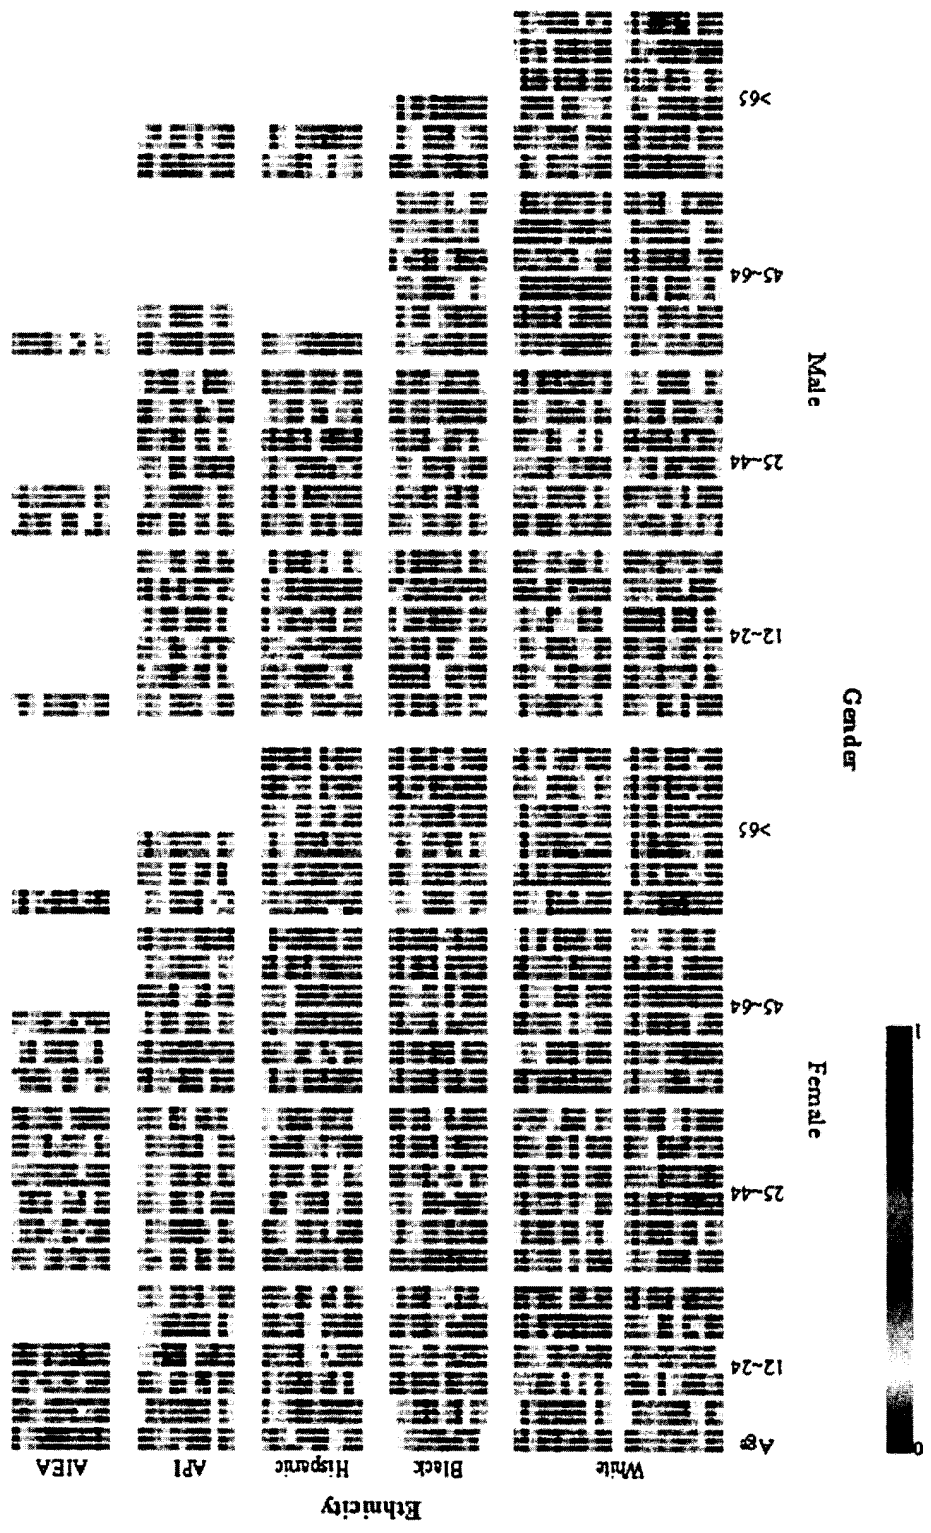 Ethnicity
AIEA API Hispanic Black White
Age
12~24
25~44
45~64
>65
12~24
25~44
45~64
>65
Female
Male
Gender
0
1